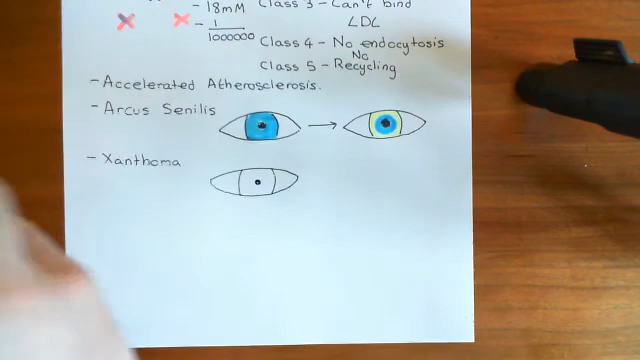 - 18mM Class 3 - Can't bind
LDL
- 1
1000000
Class 4 - No endocytosis
No
Class 5 - Recycling
- Accelerated Atherosclerosis.
- Arcus Senilis
- Xanthoma